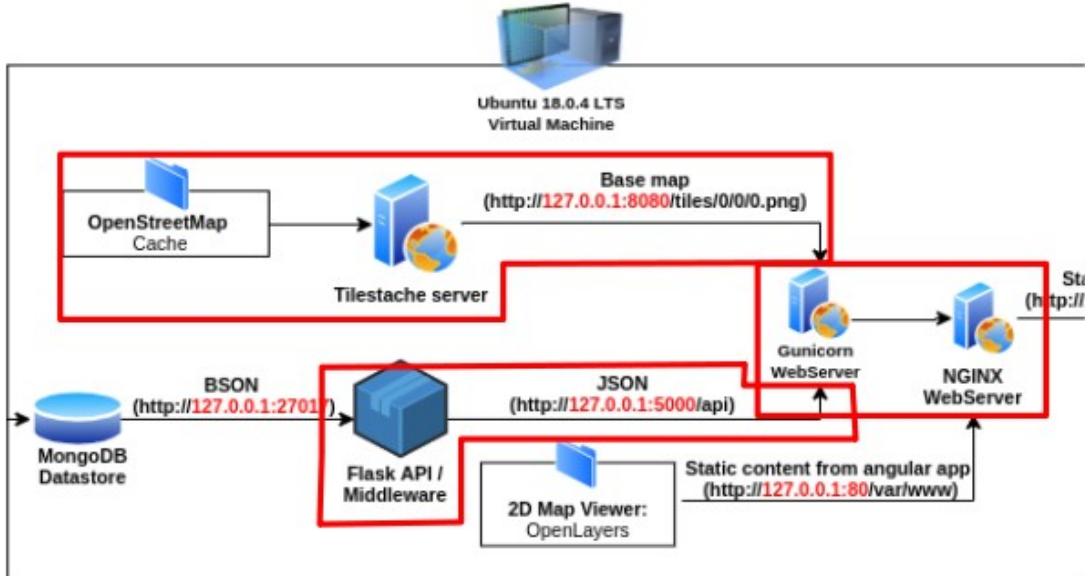 Ubuntu 18.0.4 LTS
Virtual Machine
Base map
(http://127.0.0.1:8080/tiles/0/0/0.png)
OpenStreetMap
Cache
Tilestache server
Sta
(http://
Gunicorn
WebServer
NGINX
WebServer
BSON
(http://127.0.0.1:27017)
JSON
(http://127.0.0.1:5000/api)
MongoDB
Datastore
Flask API /
Middleware
Static content from angular app
(http://127.0.0.1:80/var/www)
2D Map Viewer:
OpenLayers